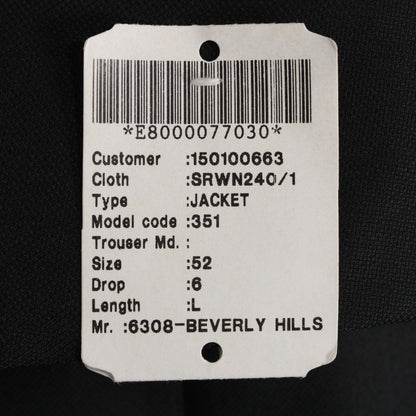 *E8000077030*
Customer :150100663
Cloth :SRWN240/1
Type :JACKET
Model code :351
Trouser Md. :
Size :52
Drop :6
Length :L
Mr. :6308-BEVERLY HILLS